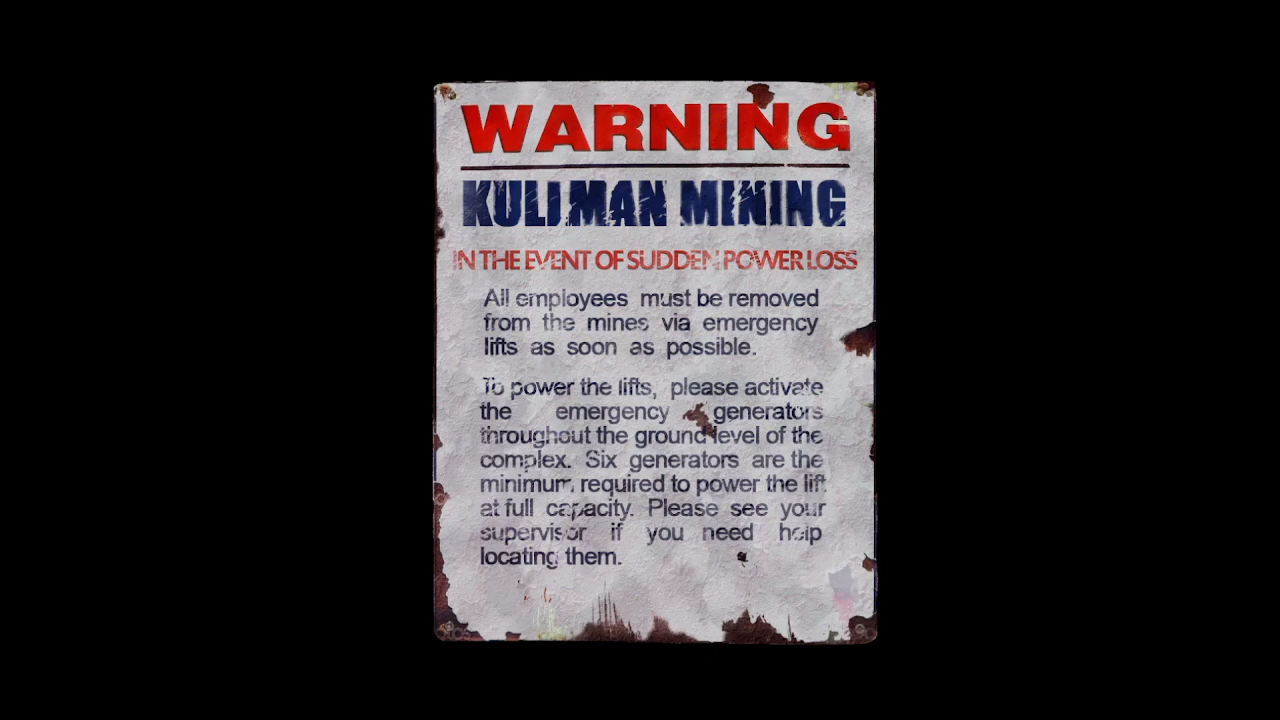 WARNING
KULLMAN MINING
IN THE EVENT OF SUDDEN POWER LOSS
All employees must be removed
from the mines via emergency
lifts as soon as possible.
To power the lifts, please activate
the emergency generators
throughout the ground level of the
complex. Six generators are the
minimum required to power the lift
at full capacity. Please see your
supervisor if you need help
locating them.